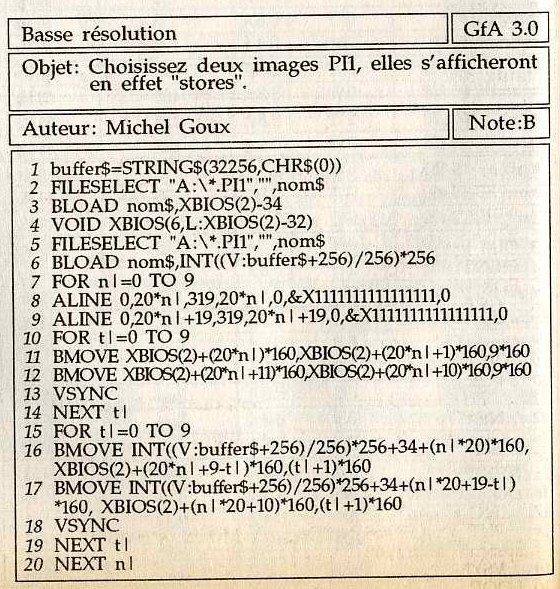 Basse résolution
GfA 3.0
Objet: Choisissez deux images PI1, elles s'afficheront
en effet "stores".
Auteur: Michel Goux
Note:B
1 buffer$=STRING$(32256,CHR$(0))
2 FILESELECT "A:\*.PI1","",nom$
3 BLOAD nom$,XBIOS(2)-34
4 VOID XBIOS(6,L:XBIOS(2)-32)
5 FILESELECT "A:\*.PI1","",nom$
6 BLOAD nom$,INT((V:buffer$+256)/256)*256
7 FOR n|=0 TO 9
8 ALINE 0,20*n|,319,20*n|,0,&X1111111111111111,0
9 ALINE 0,20*n|+19,319,20*n|+19,0,&X1111111111111111,0
10 FOR t|=0 TO 9
11 BMOVE XBIOS(2)+(20*n|)*160,XBIOS(2)+(20*n|+1)*160,9*160
12 BMOVE XBIOS(2)+(20*n|+11)*160,XBIOS(2)+(20*n|+10)*160,9*160
13 VSYNC
14 NEXT t|
15 FOR t|=0 TO 9
16 BMOVE INT((V:buffer$+256)/256)*256+34+(n|*20)*160,
XBIOS(2)+(20*n|+9-t|)*160,(t|+1)*160
17 BMOVE INT((V:buffer$+256)/256)*256+34+(n|*20+19-t|)
*160, XBIOS(2)+(n|*20+10)*160,(t|+1)*160
18 VSYNC
19 NEXT t|
20 NEXT n|